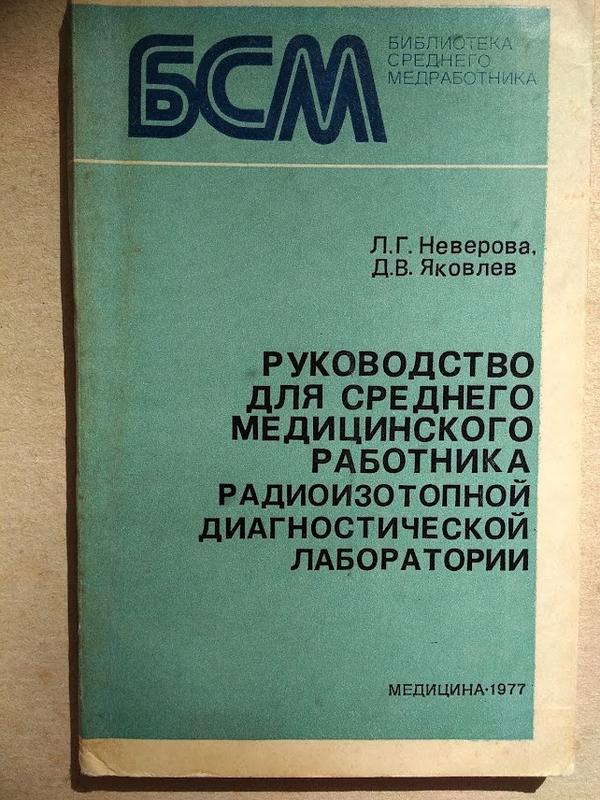 БСМ
БИБЛИОТЕКА
СРЕДНЕГО
МЕДРАБОТНИКА
Л.Г. Неверова,
Д.В. Яковлев
РУКОВОДСТВО
ДЛЯ СРЕДНЕГО
МЕДИЦИНСКОГО
РАБОТНИКА
РАДИОИЗОТОПНОЙ
ДИАГНОСТИЧЕСКОЙ
ЛАБОРАТОРИИ
МЕДИЦИНА·1977